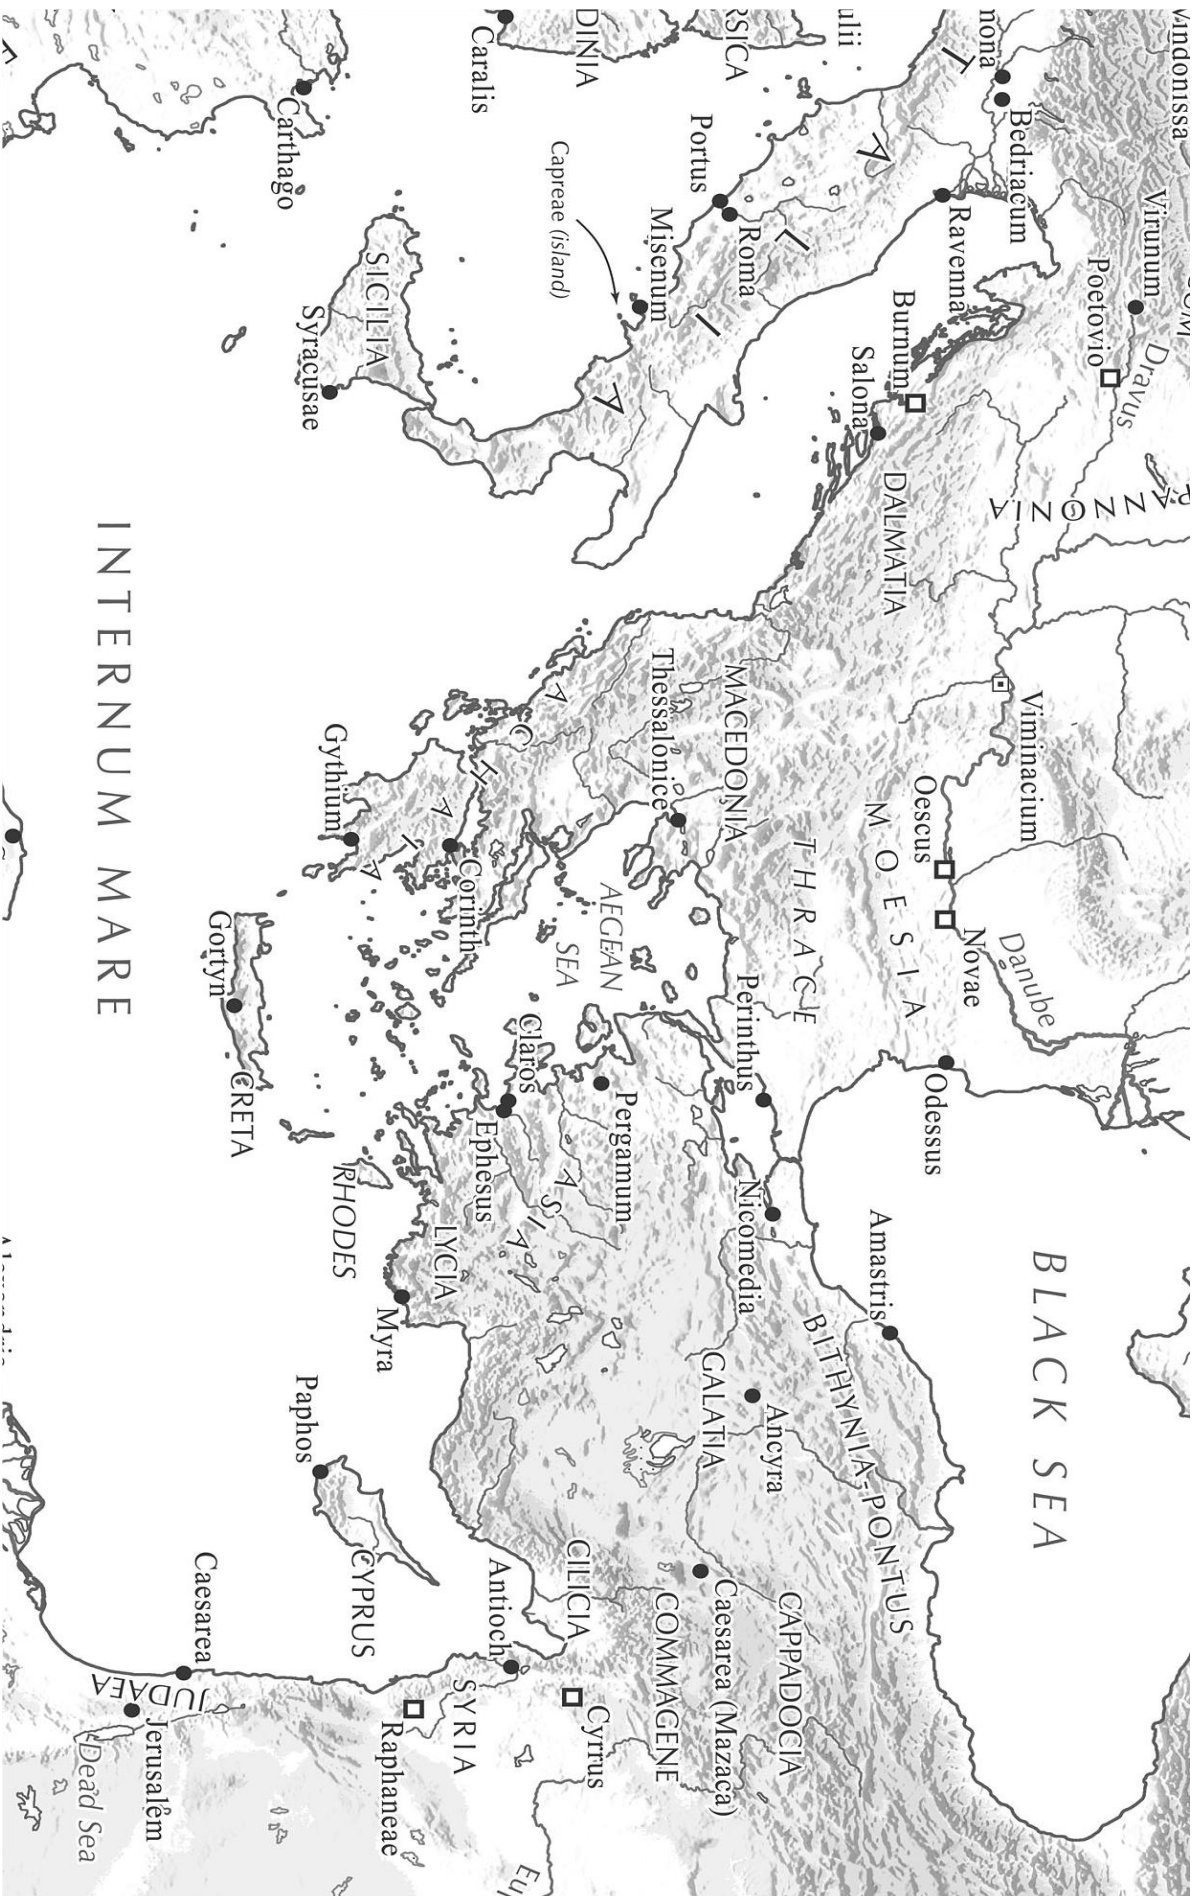 Vindonissa
Virunum
Poetovio
Dravus
PANNONIA
Bedriacum
Ravenna
Burnum
Salona
DALMATIA
ITALIA
Portus
Roma
Misenum
Capreae (island)
Caralis
Carthago
SICILIA
Syracusae
INTERNUM MARE
Viminacium
Oescus
Novae
Danube
MOESIA
Odessus
THRACE
MACEDONIA
Thessalonice
Perinthus
ACHAIA
Corinth
Gythium
AEGEAN
SEA
Gortyn
CRETA
Claros
Ephesus
Pergamum
ASIA
RHODES
LYCIA
Myra
Nicomedia
BLACK SEA
Amastris
BITHYNIA-PONTUS
GALATIA
Ancyra
CAPPADOCIA
Caesarea (Mazaca)
COMMAGENE
CILICIA
Paphos
CYPRUS
Antioch
Cyrrus
SYRIA
Raphaneae
Caesarea
JUDAEA
Jerusalem
Dead Sea